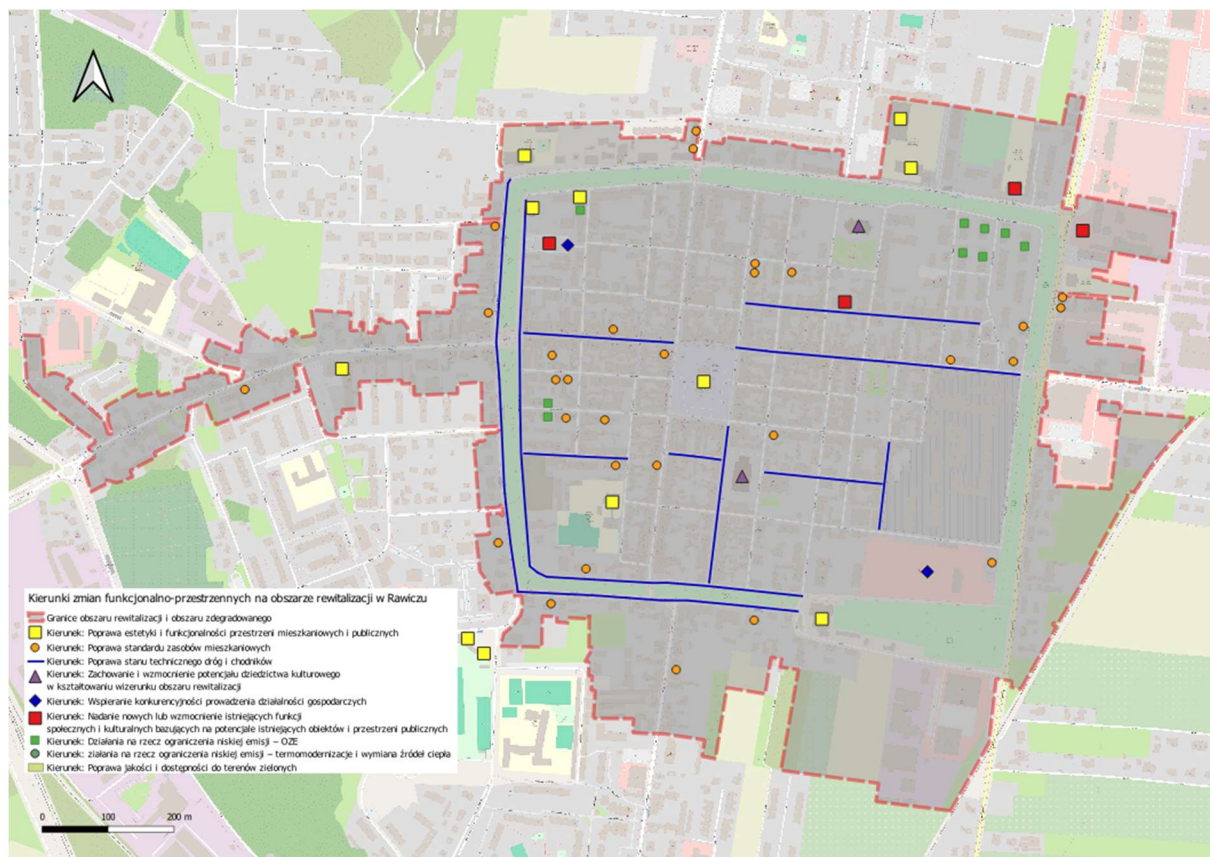 Kierunki zmian funkcjonalno-przestrzennych na obszarze rewitalizacji w Rawiczu
Granice obszaru rewitalizacji i obszaru zdegradowanego
Kierunek: Poprawa estetyki i funkcjonalności przestrzeni mieszkaniowych i publicznych
Kierunek: Poprawa standardu zasobów mieszkaniowych
Kierunek: Poprawa stanu technicznego dróg i chodników
Kierunek: Zachowanie i wzmocnienie potencjału dziedzictwa kulturowego
w kształtowaniu wizerunku obszaru rewitalizacji
Kierunek: Wspieranie konkurencyjności prowadzenia działalności gospodarczych
Kierunek: Nadanie nowych lub wzmocnienie istniejących funkcji
społecznych i kulturalnych bazujących na potencjale istniejących obiektów i przestrzeni publicznych
Kierunek: Działania na rzecz ograniczenia niskiej emisji – OZE
Kierunek: ziałania na rzecz ograniczenia niskiej emisji – termomodernizacje i wymiana źródeł ciepła
Kierunek: Poprawa jakości i dostępności do terenów zielonych
0 100 200 m